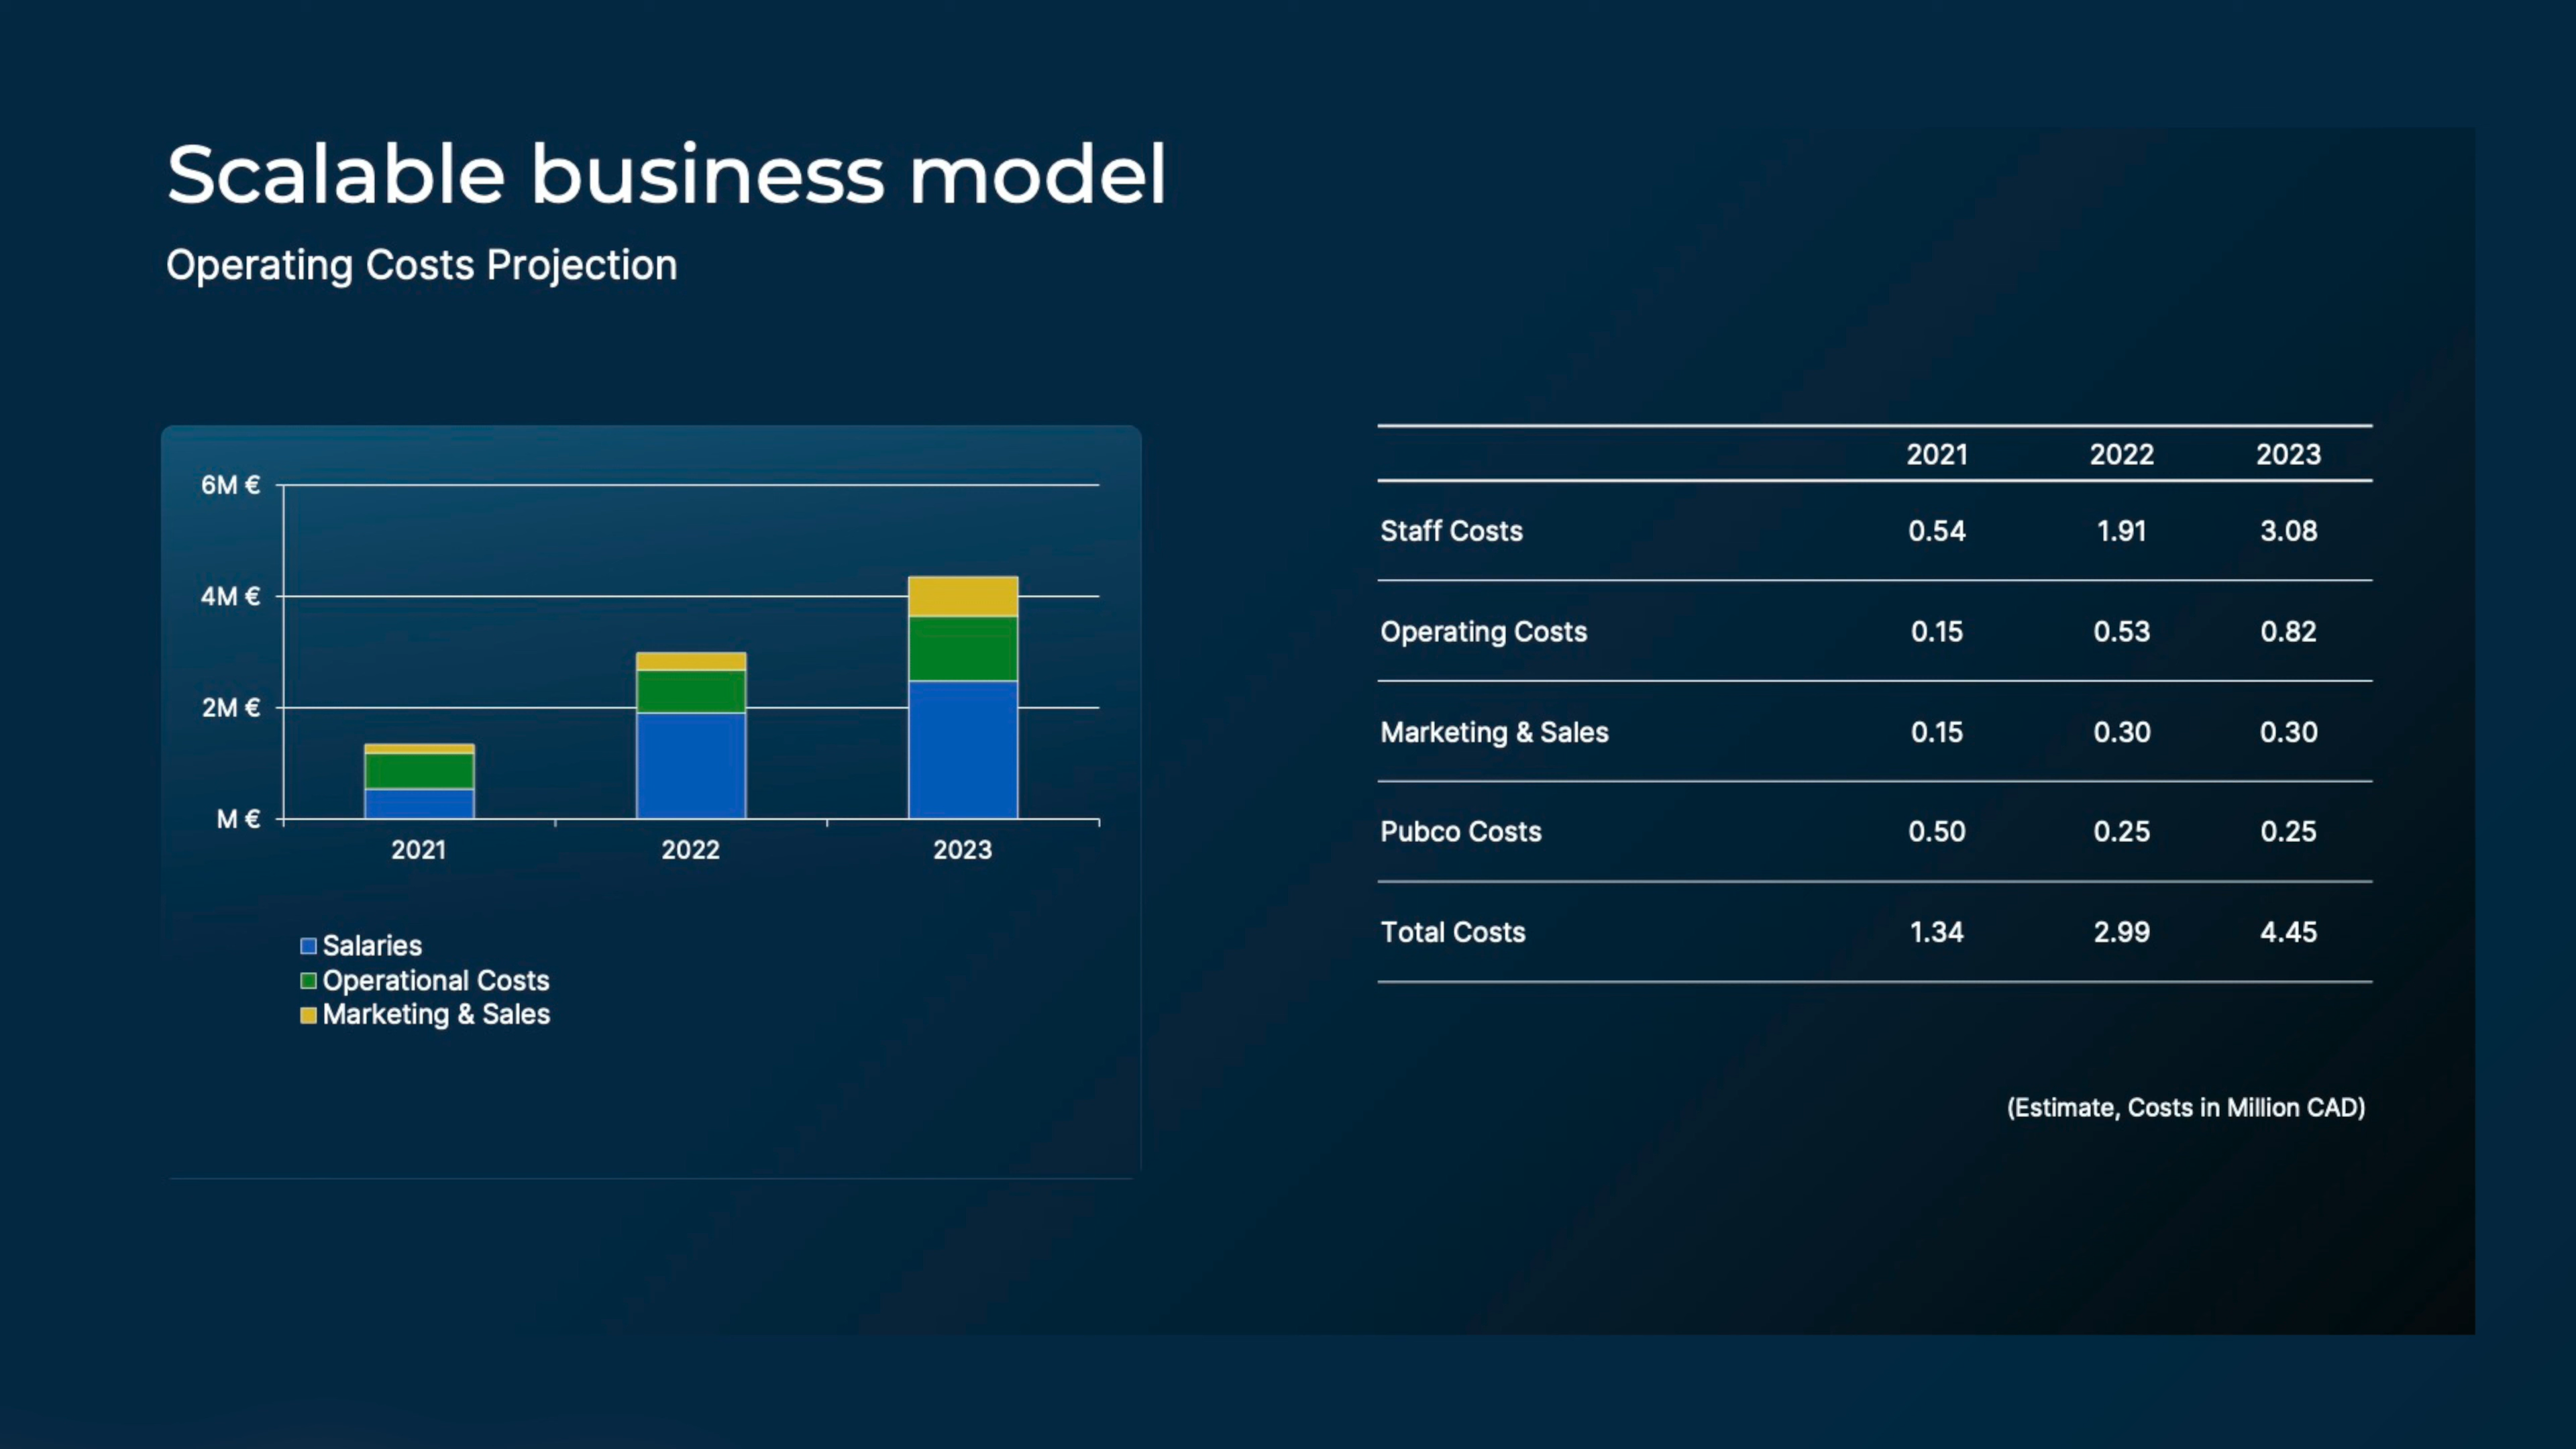 Scalable business model
Operating Costs Projection
6M €
4M €
2M €
M €
2021 2022 2023
Salaries
Operational Costs
Marketing & Sales
2021 2022 2023
Staff Costs 0.54 1.91 3.08
Operating Costs 0.15 0.53 0.82
Marketing & Sales 0.15 0.30 0.30
Pubco Costs 0.50 0.25 0.25
Total Costs 1.34 2.99 4.45
(Estimate, Costs in Million CAD)